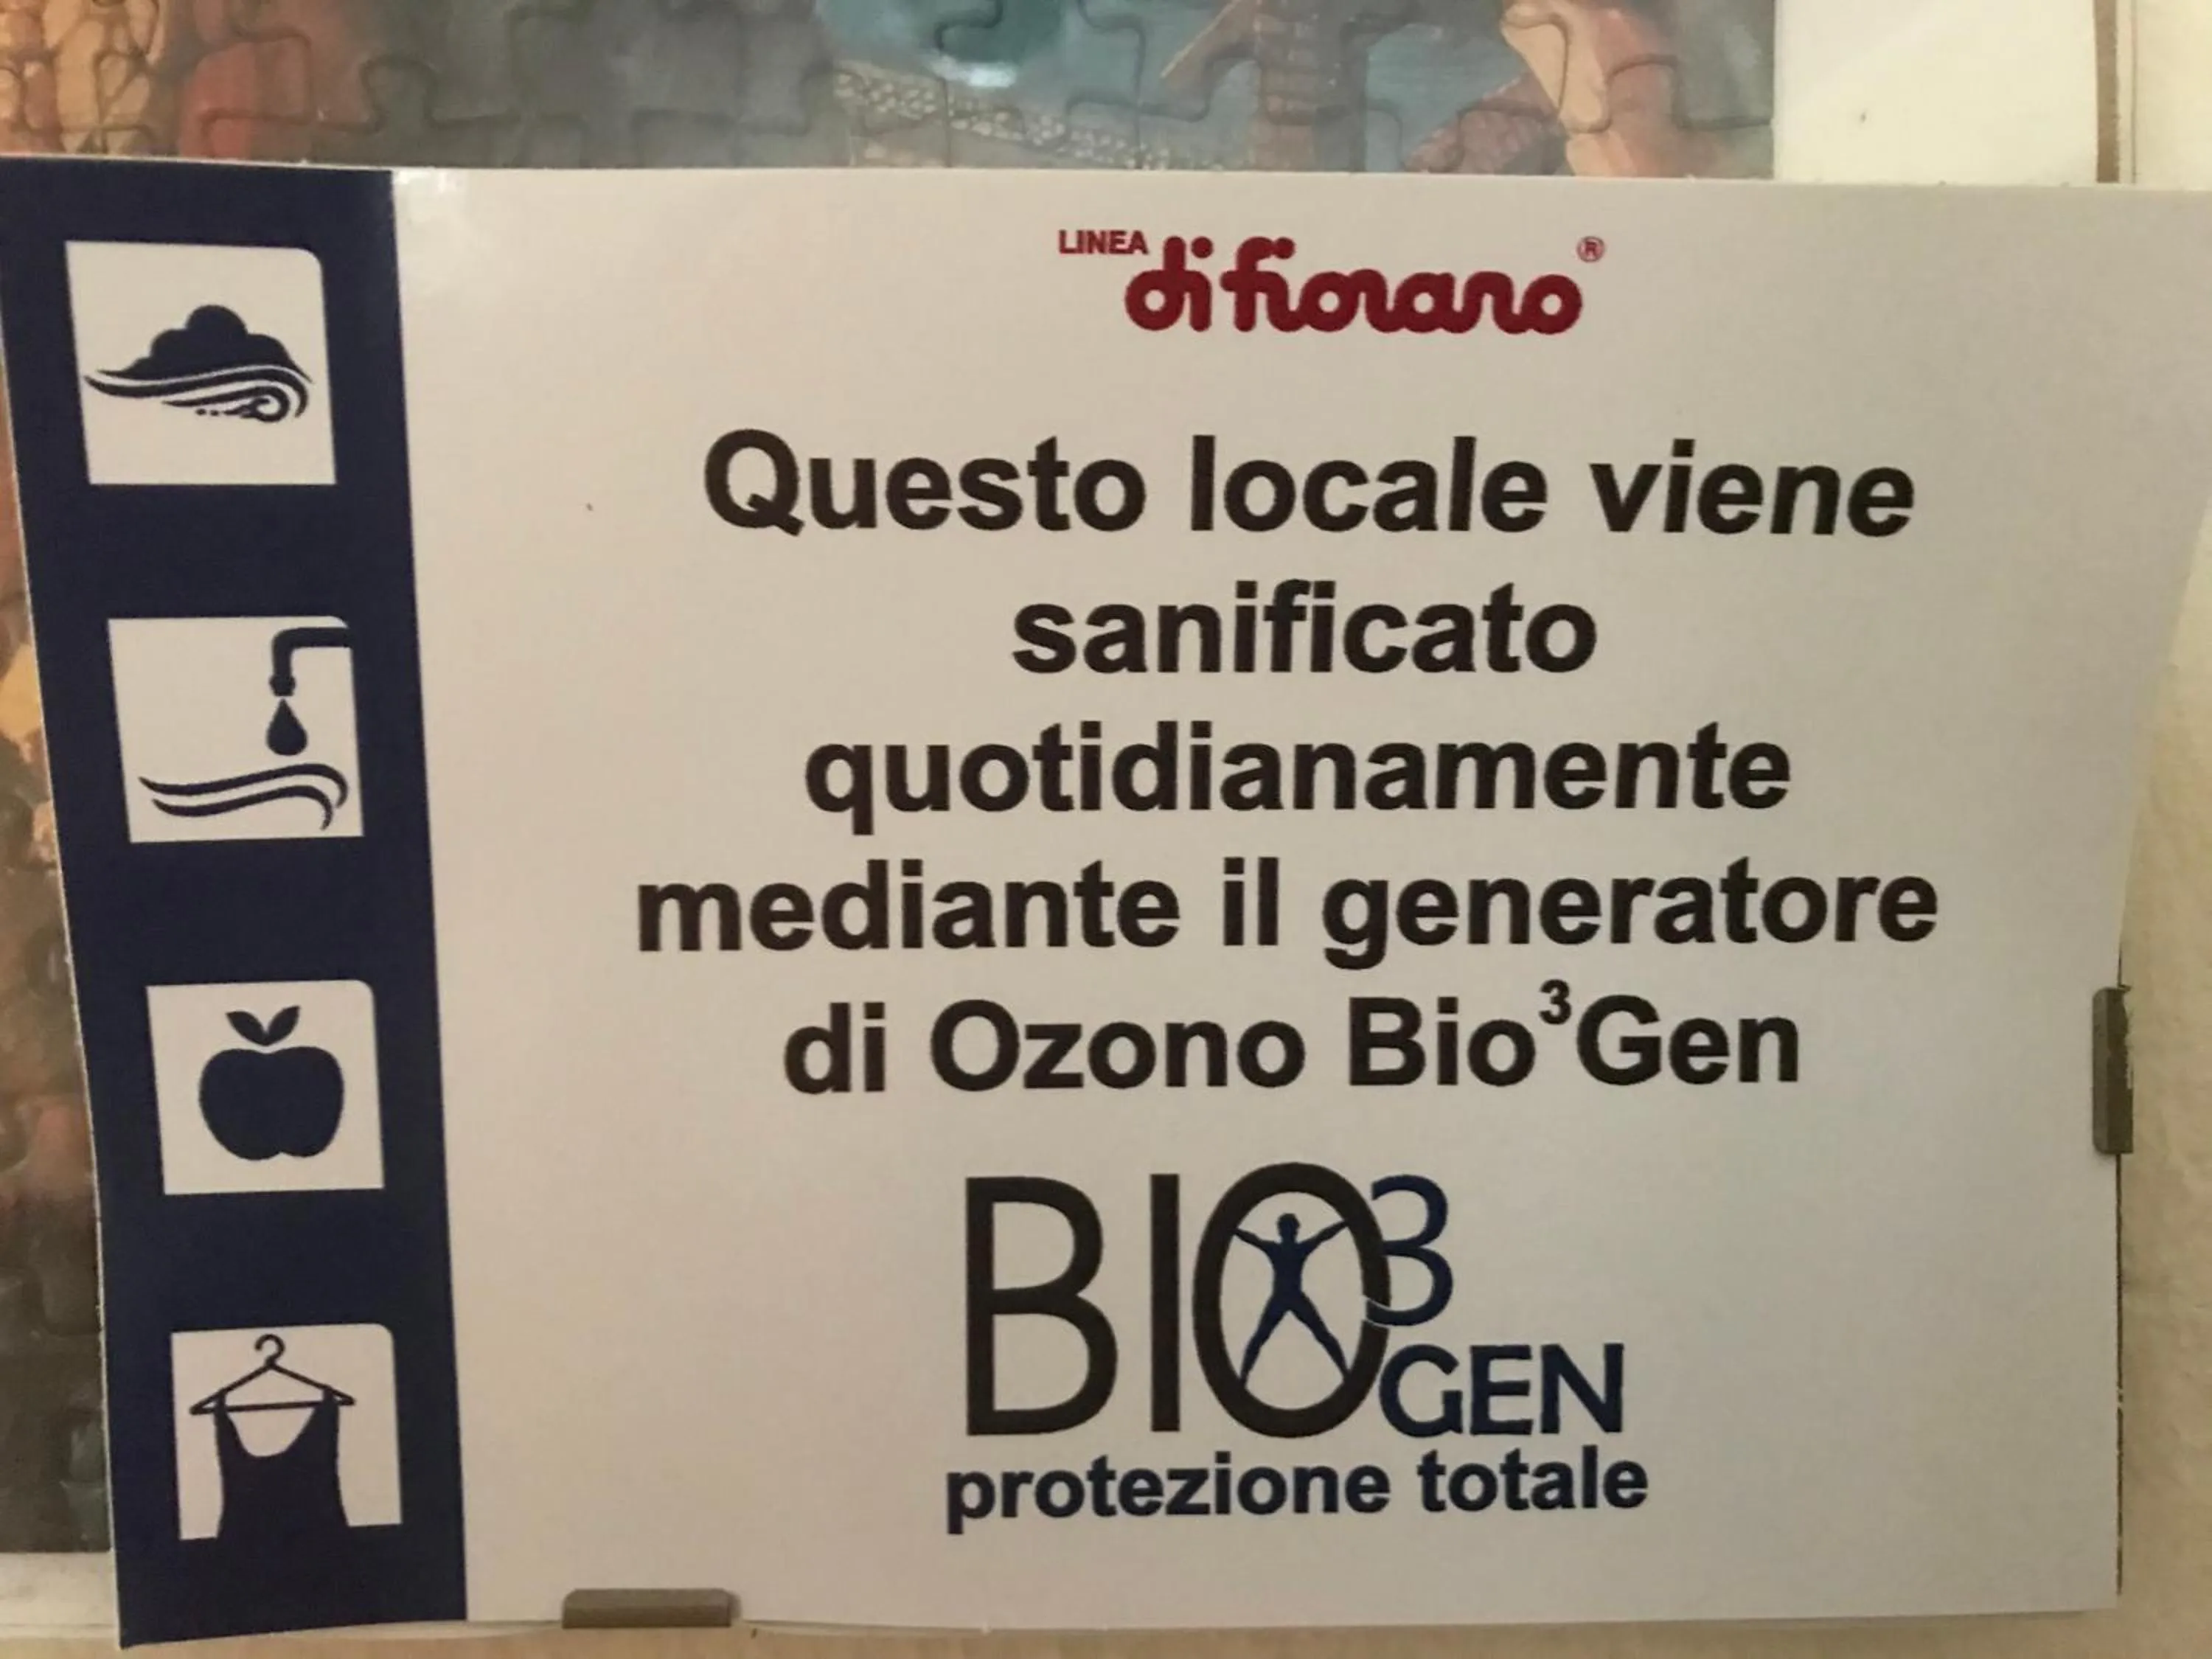 LINEA di fiorano ®
Questo locale viene
sanificato
quotidianamente
mediante il generatore
di Ozono Bio³Gen
BIO³
GEN
protezione totale